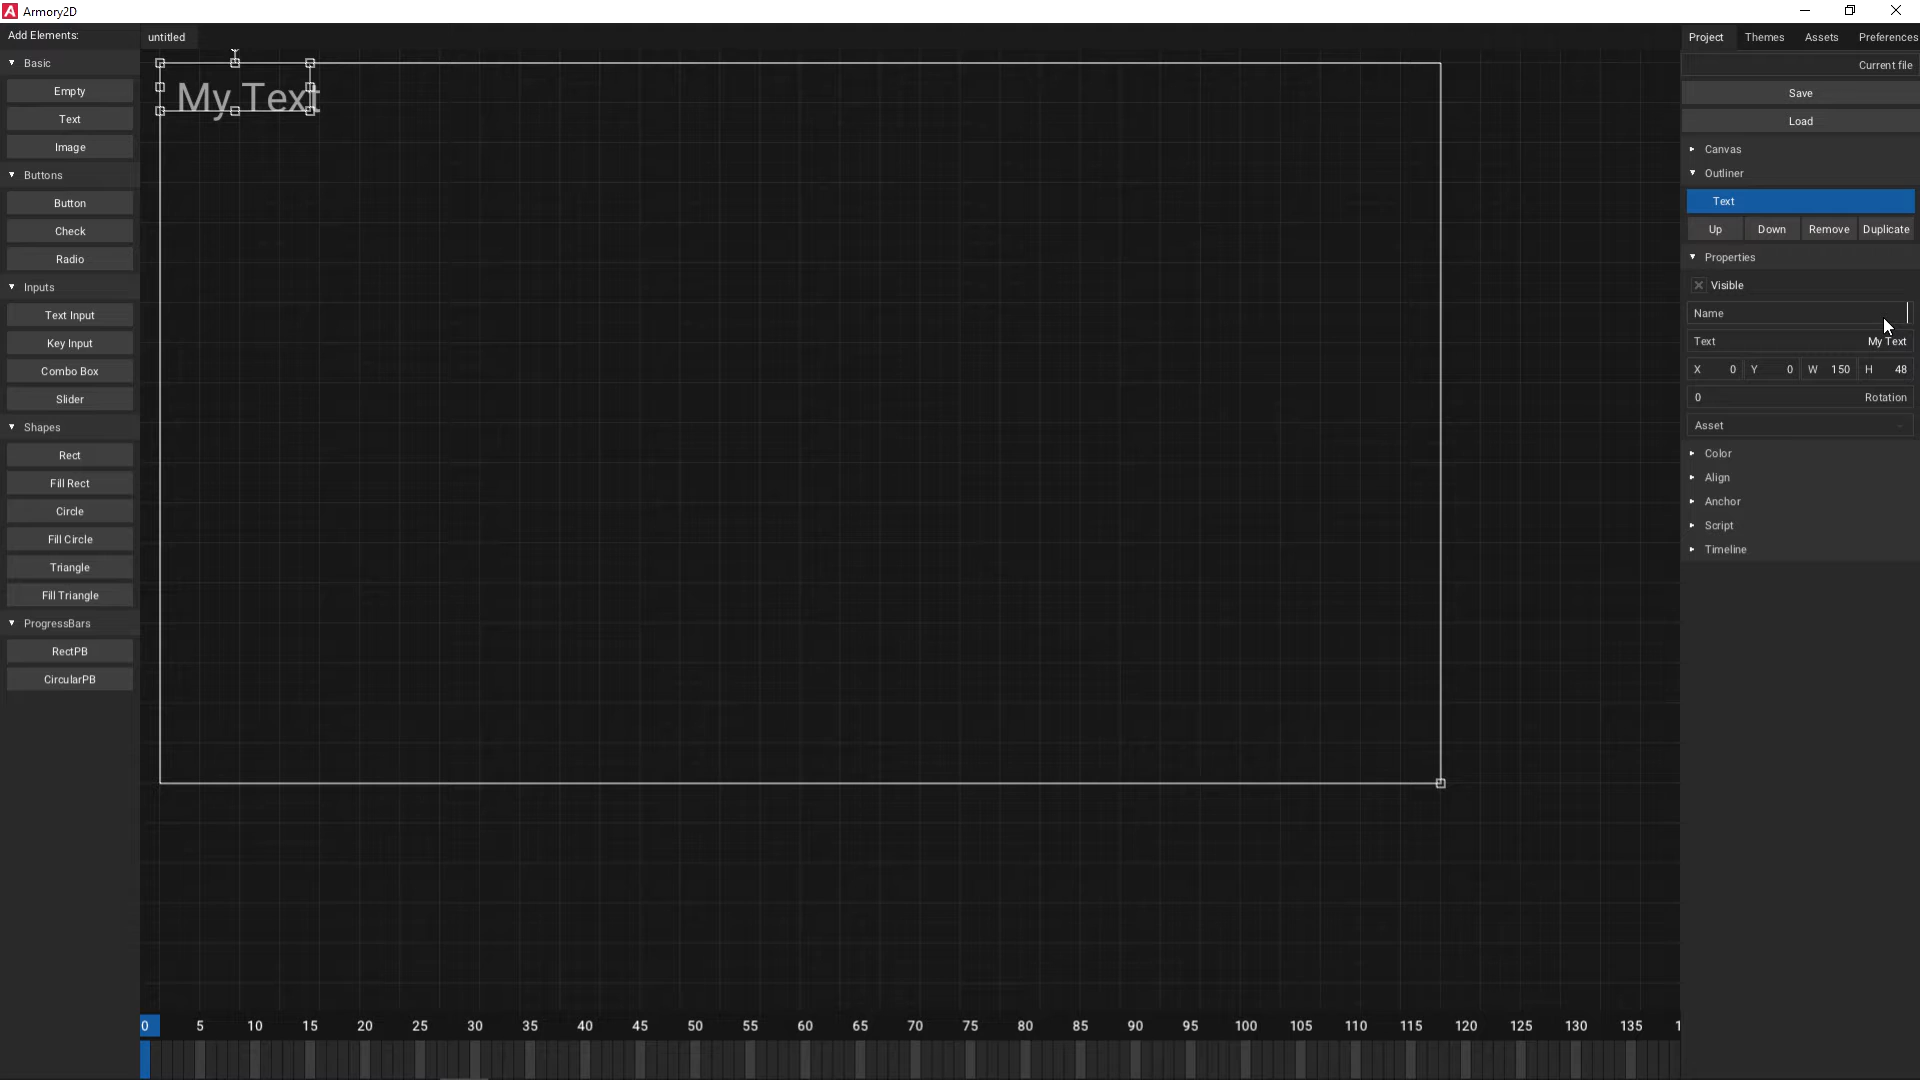 Armory2D
Add Elements:
Basic
Empty
Text
Image
Buttons
Button
Check
Radio
Inputs
Text Input
Key Input
Combo Box
Slider
Shapes
Rect
Fill Rect
Circle
Fill Circle
Triangle
Fill Triangle
ProgressBars
RectPB
CircularPB
untitled
My Text
0 5 10 15 20 25 30 35 40 45 50 55 60 65 70 75 80 85 90 95 100 105 110 115 120 125 130 135 1
Project Themes Assets Preferences
Current file
Save
Load
Canvas
Outliner
Text
Up Down Remove Duplicate
Properties
Visible
Name
Text My Text
X 0 Y 0 W 150 H 48
0 Rotation
Asset
Color
Align
Anchor
Script
Timeline